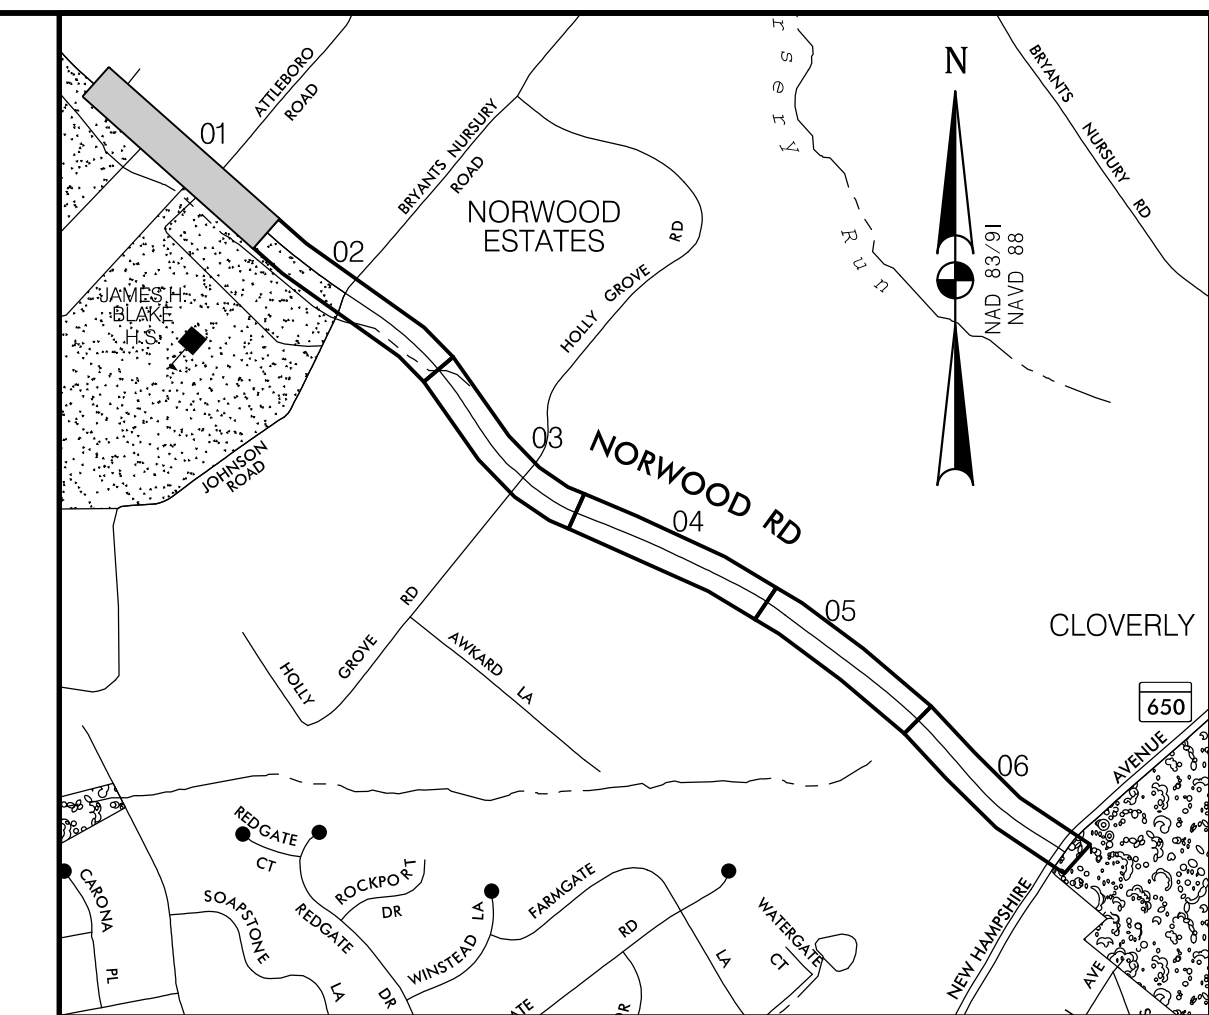 rsery
Run
N
NAD 83/91
NAVD 88
BRYANTS NURSURY RD
ATTLEBORO
ROAD
01
BRYANTS NURSURY
ROAD
NORWOOD
ESTATES
HOLLY GROVE RD
02
JAMES H.
BLAKE
H.S.
JOHNSON
ROAD
03
NORWOOD RD
04
05
CLOVERLY
650
HOLLY GROVE RD
AWKARD LA
06
AVENUE
NEW HAMPSHIRE
REDGATE
CT
ROCKPORT
DR
CARONA PL
SOAPSTONE LA
REDGATE DR
WINSTEAD LA
FARMGATE LA
RD
WATERGATE
CT
AVE
ATE
DR
S